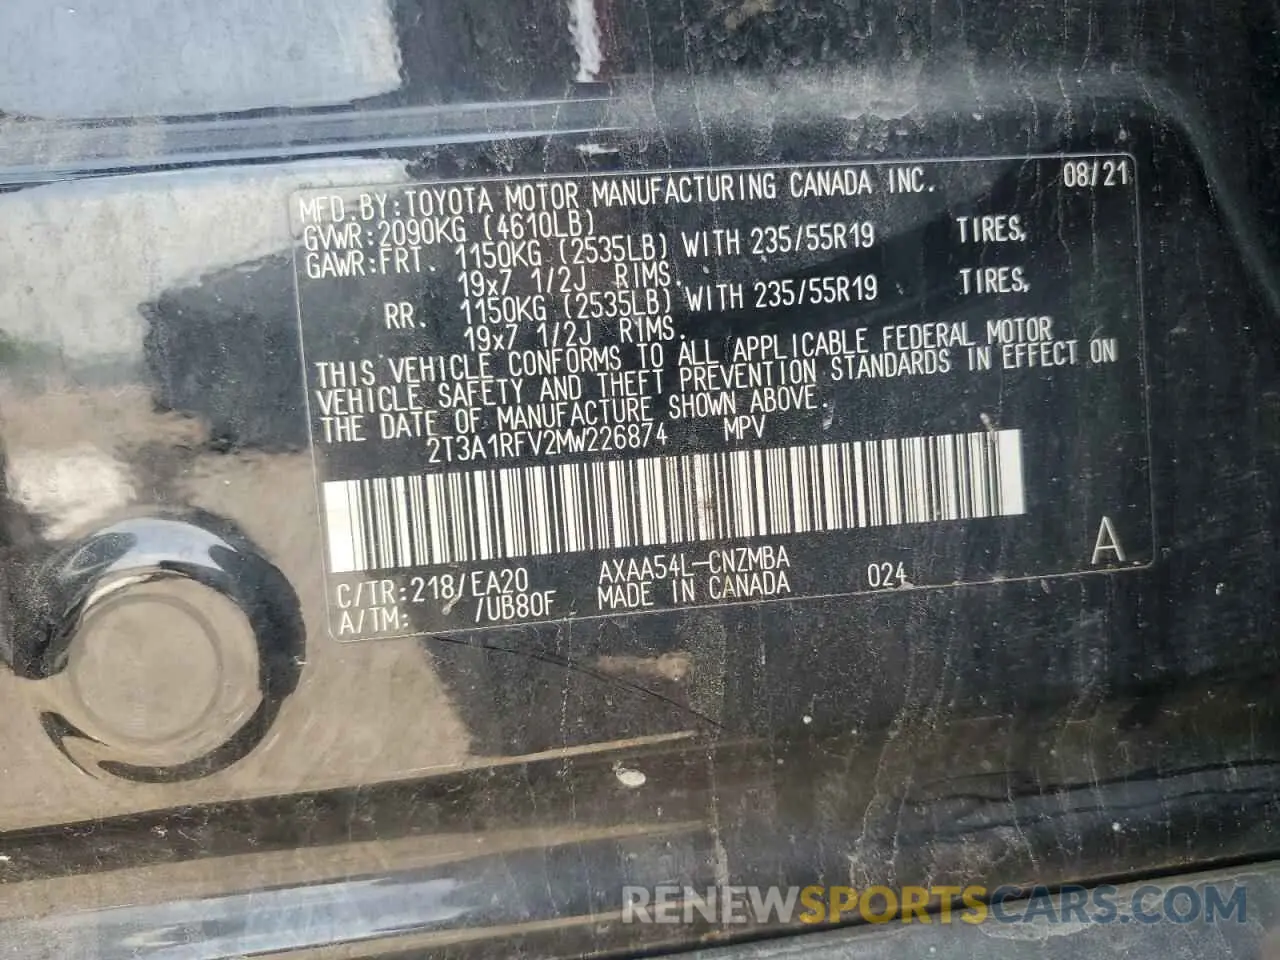 MFD.BY:TOYOTA MOTOR MANUFACTURING CANADA INC. 08/21
GVWR:2090KG (4610LB)
GAWR:FRT. 1150KG (2535LB) WITH 235/55R19 TIRES,
19x7 1/2J RIMS.
RR. 1150KG (2535LB) WITH 235/55R19 TIRES,
19x7 1/2J RIMS.
THIS VEHICLE CONFORMS TO ALL APPLICABLE FEDERAL MOTOR
VEHICLE SAFETY AND THEFT PREVENTION STANDARDS IN EFFECT ON
THE DATE OF MANUFACTURE SHOWN ABOVE.
2T3A1RFV2MW226874 MPV
C/TR:218/EA20 AXAA54L-CNZMBA A
A/TM: /UB80F MADE IN CANADA 024
RENEWSPORTSCARS.COM